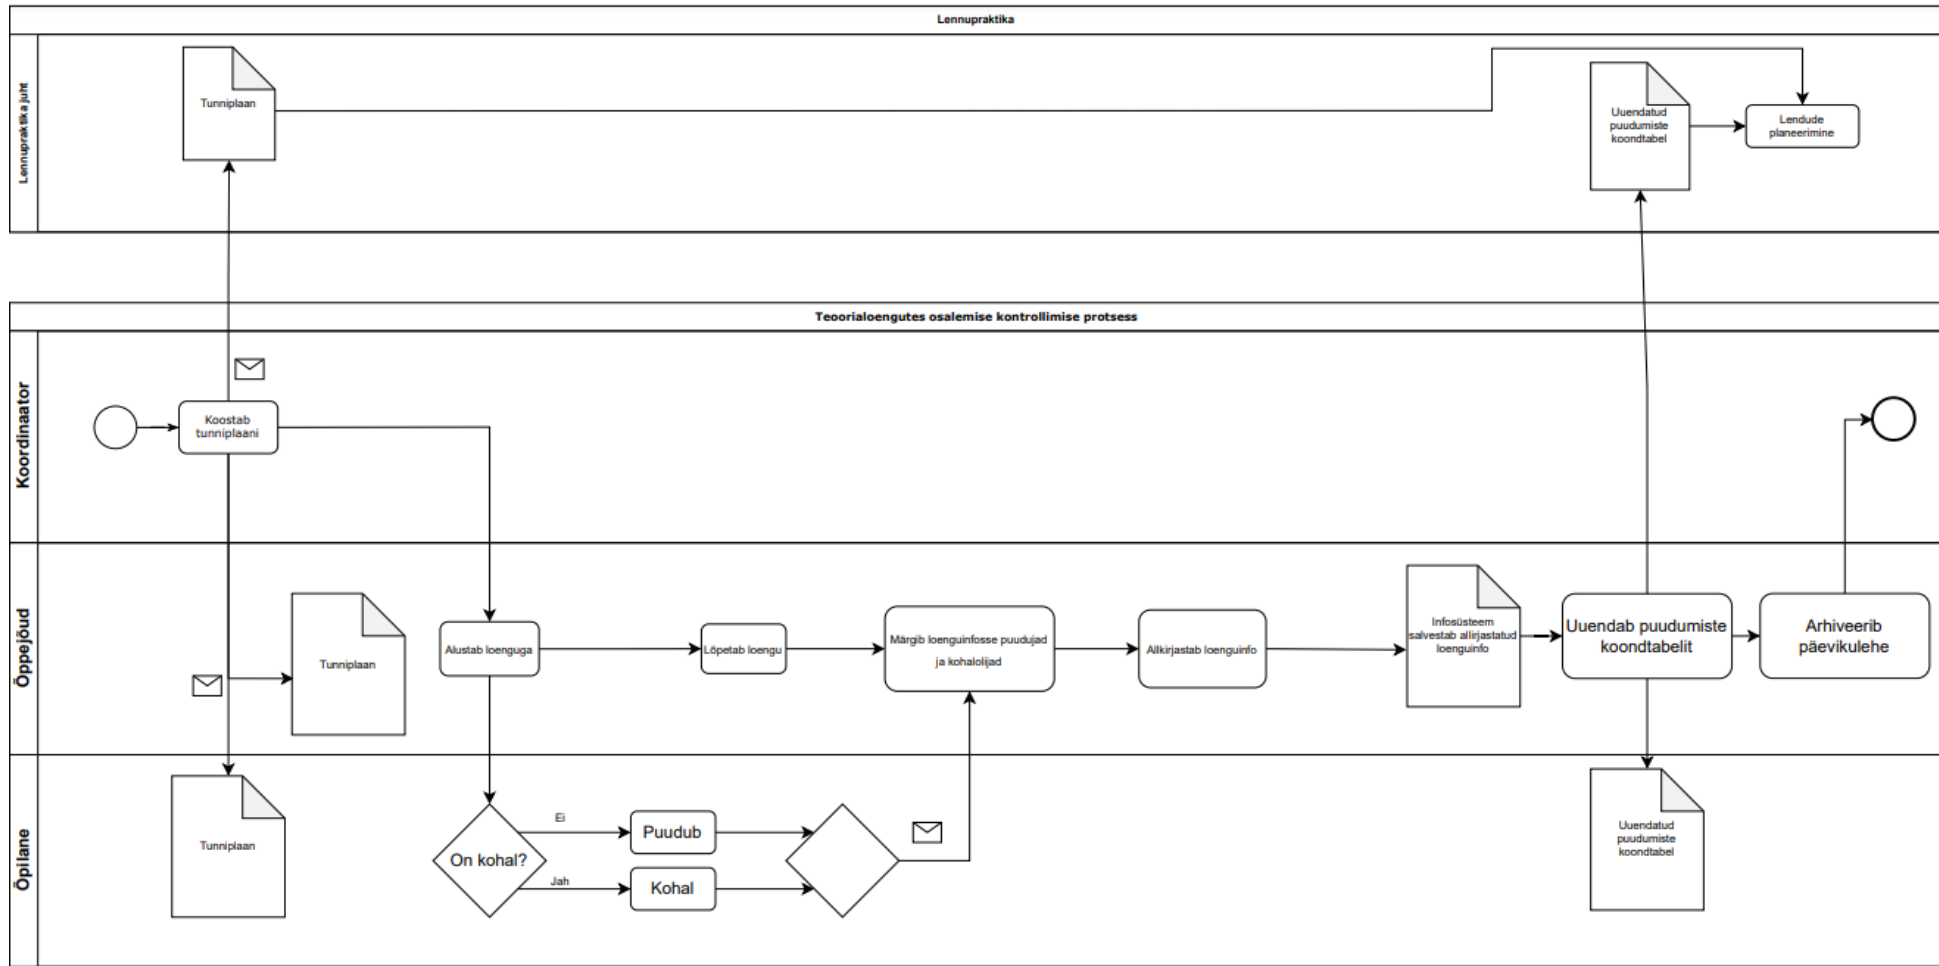 Lennupraktika
Lennupraktika juht
Tunniplaan
Uuendatud
puudumiste
koondtabel
Lendude
planeerimine
Teoorialoengutes osalemise kontrollimise protsess
Koordinaator
Koostab
tunniplaani
Õppejõud
Tunniplaan
Alustab loenguga
Lõpetab loengu
Märgib loenguinfosse puudujad
ja kohalolijad
Allkirjastab loenguinfo
Infosüsteem
salvestab allirjastatud
loenguinfo
Uuendab puudumiste
koondtabelit
Arhiveerib
päevikulehe
Õpilane
Tunniplaan
On kohal?
Ei
Puudub
Jah
Kohal
Uuendatud
puudumiste
koondtabel